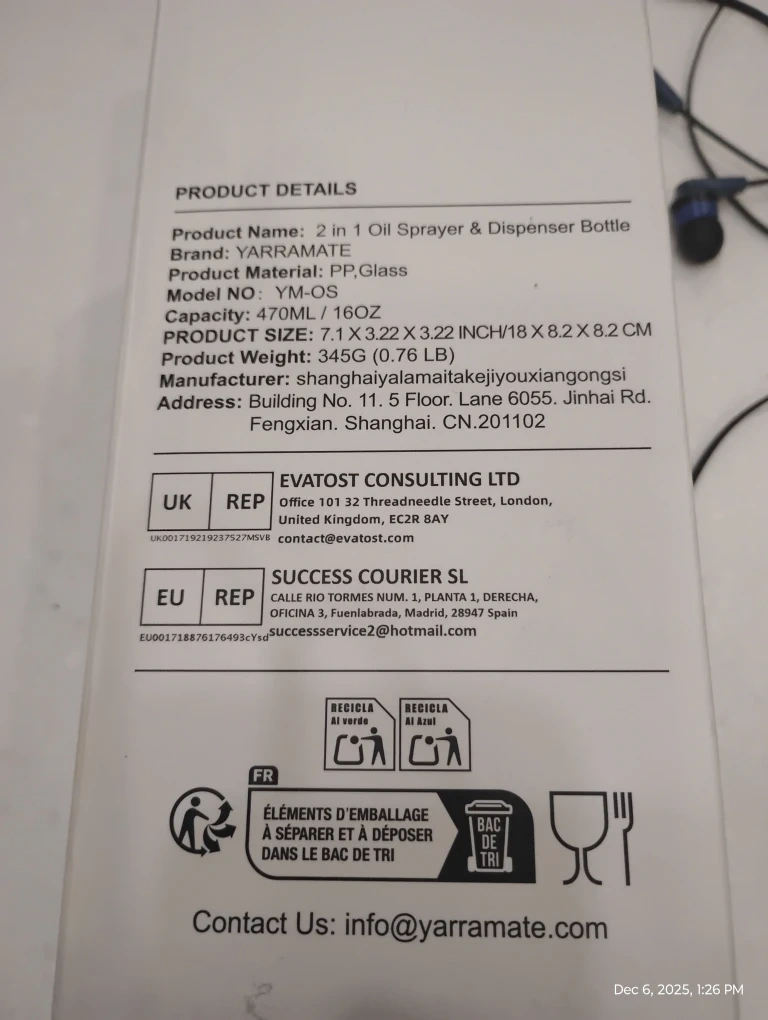 PRODUCT DETAILS
Product Name: 2 in 1 Oil Sprayer & Dispenser Bottle
Brand: YARRAMATE
Product Material: PP,Glass
Model NO: YM-OS
Capacity: 470ML / 16OZ
PRODUCT SIZE: 7.1 X 3.22 X 3.22 INCH/18 X 8.2 X 8.2 CM
Product Weight: 345G (0.76 LB)
Manufacturer: shanghaiyalamaitakejiyouxiangongsi
Address: Building No. 11. 5 Floor. Lane 6055. Jinhai Rd.
Fengxian. Shanghai. CN.201102
UK REP
EVATOST CONSULTING LTD
Office 101 32 Threadneedle Street, London,
United Kingdom, EC2R 8AY
UK001719219237527MSVB contact@evatost.com
EU REP
SUCCESS COURIER SL
CALLE RIO TORMES NUM. 1, PLANTA 1, DERECHA,
OFICINA 3, Fuenlabrada, Madrid, 28947 Spain
EU001718876176493cYsd successservice2@hotmail.com
RECICLA
Al verde
RECICLA
Al Azul
FR
ÉLÉMENTS D'EMBALLAGE
À SÉPARER ET À DÉPOSER
DANS LE BAC DE TRI
BAC
DE
TRI
Contact Us: info@yarramate.com
Dec 6, 2025, 1:26 PM